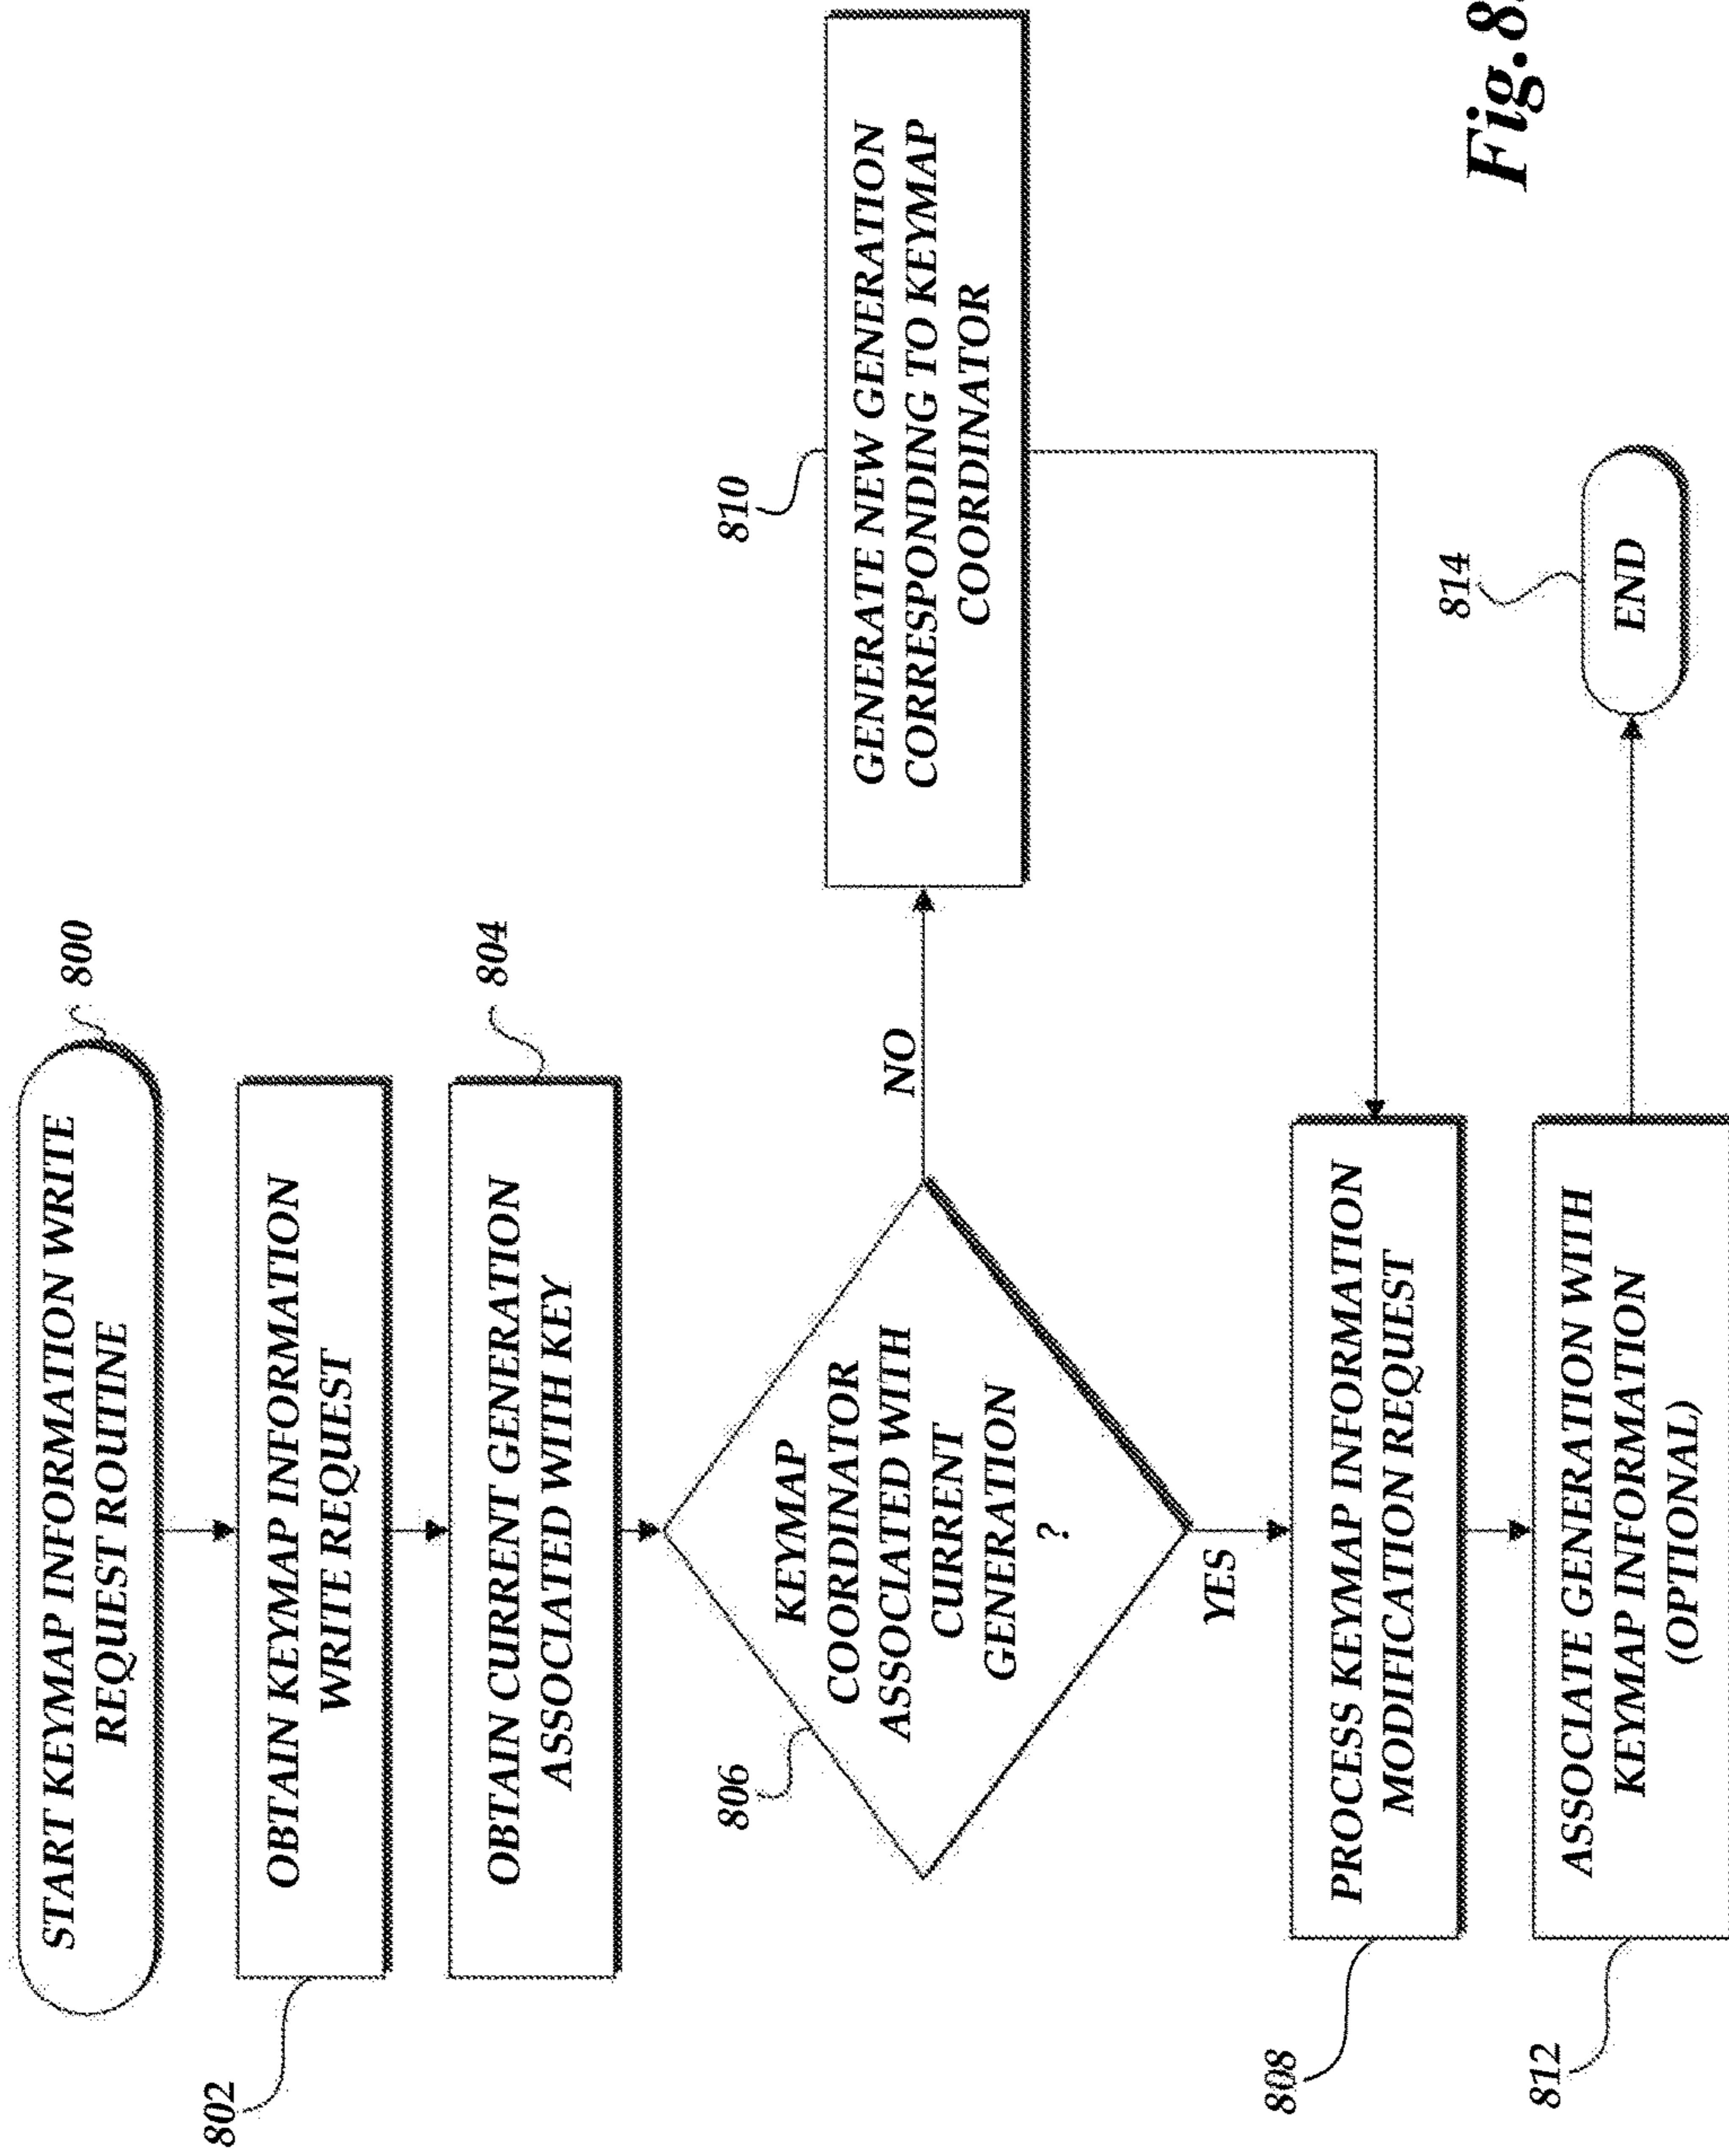 START KEYMAP INFORMATION WRITE
REQUEST ROUTINE
800
OBTAIN KEYMAP INFORMATION
WRITE REQUEST
802
OBTAIN CURRENT GENERATION
ASSOCIATED WITH KEY
804
KEYMAP
COORDINATOR
ASSOCIATED WITH
CURRENT
GENERATION
?
806
NO
YES
GENERATE NEW GENERATION
CORRESPONDING TO KEYMAP
COORDINATOR
810
PROCESS KEYMAP INFORMATION
MODIFICATION REQUEST
808
ASSOCIATE GENERATION WITH
KEYMAP INFORMATION
(OPTIONAL)
812
END
814
Fig.8